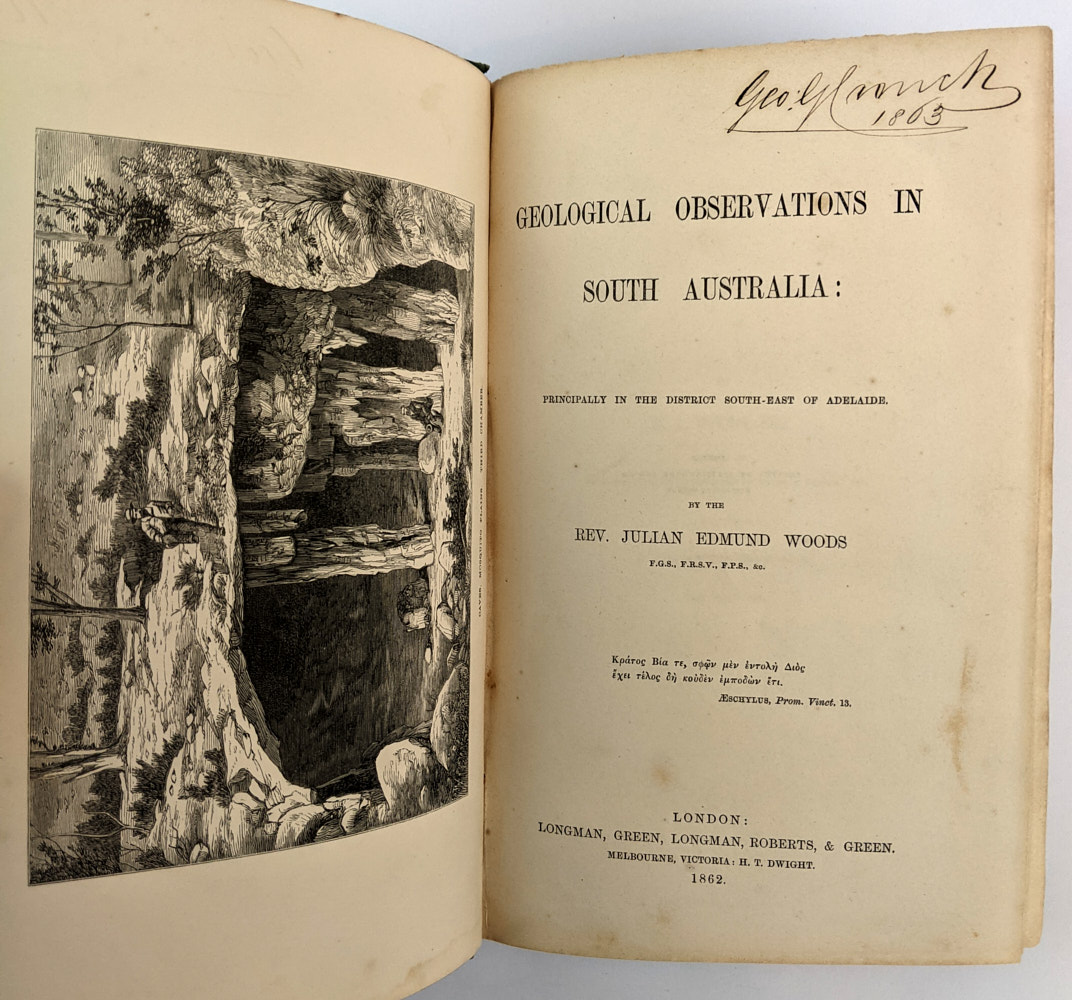 Geo. G. Crouch
1863
GEOLOGICAL OBSERVATIONS IN
SOUTH AUSTRALIA:
PRINCIPALLY IN THE DISTRICT SOUTH-EAST OF ADELAIDE.
BY THE
REV. JULIAN EDMUND WOODS
F.G.S., F.R.S.V., F.P.S., &c.
Κράτος Βία τε, σφῷν μὲν ἐντολὴ Διὸς
ἔχει τέλος δὴ κοὐδὲν ἐμποδὼν ἔτι.
ÆSCHYLUS, Prom. Vinct. 13.
LONDON:
LONGMAN, GREEN, LONGMAN, ROBERTS, & GREEN.
MELBOURNE, VICTORIA: H. T. DWIGHT.
1862.